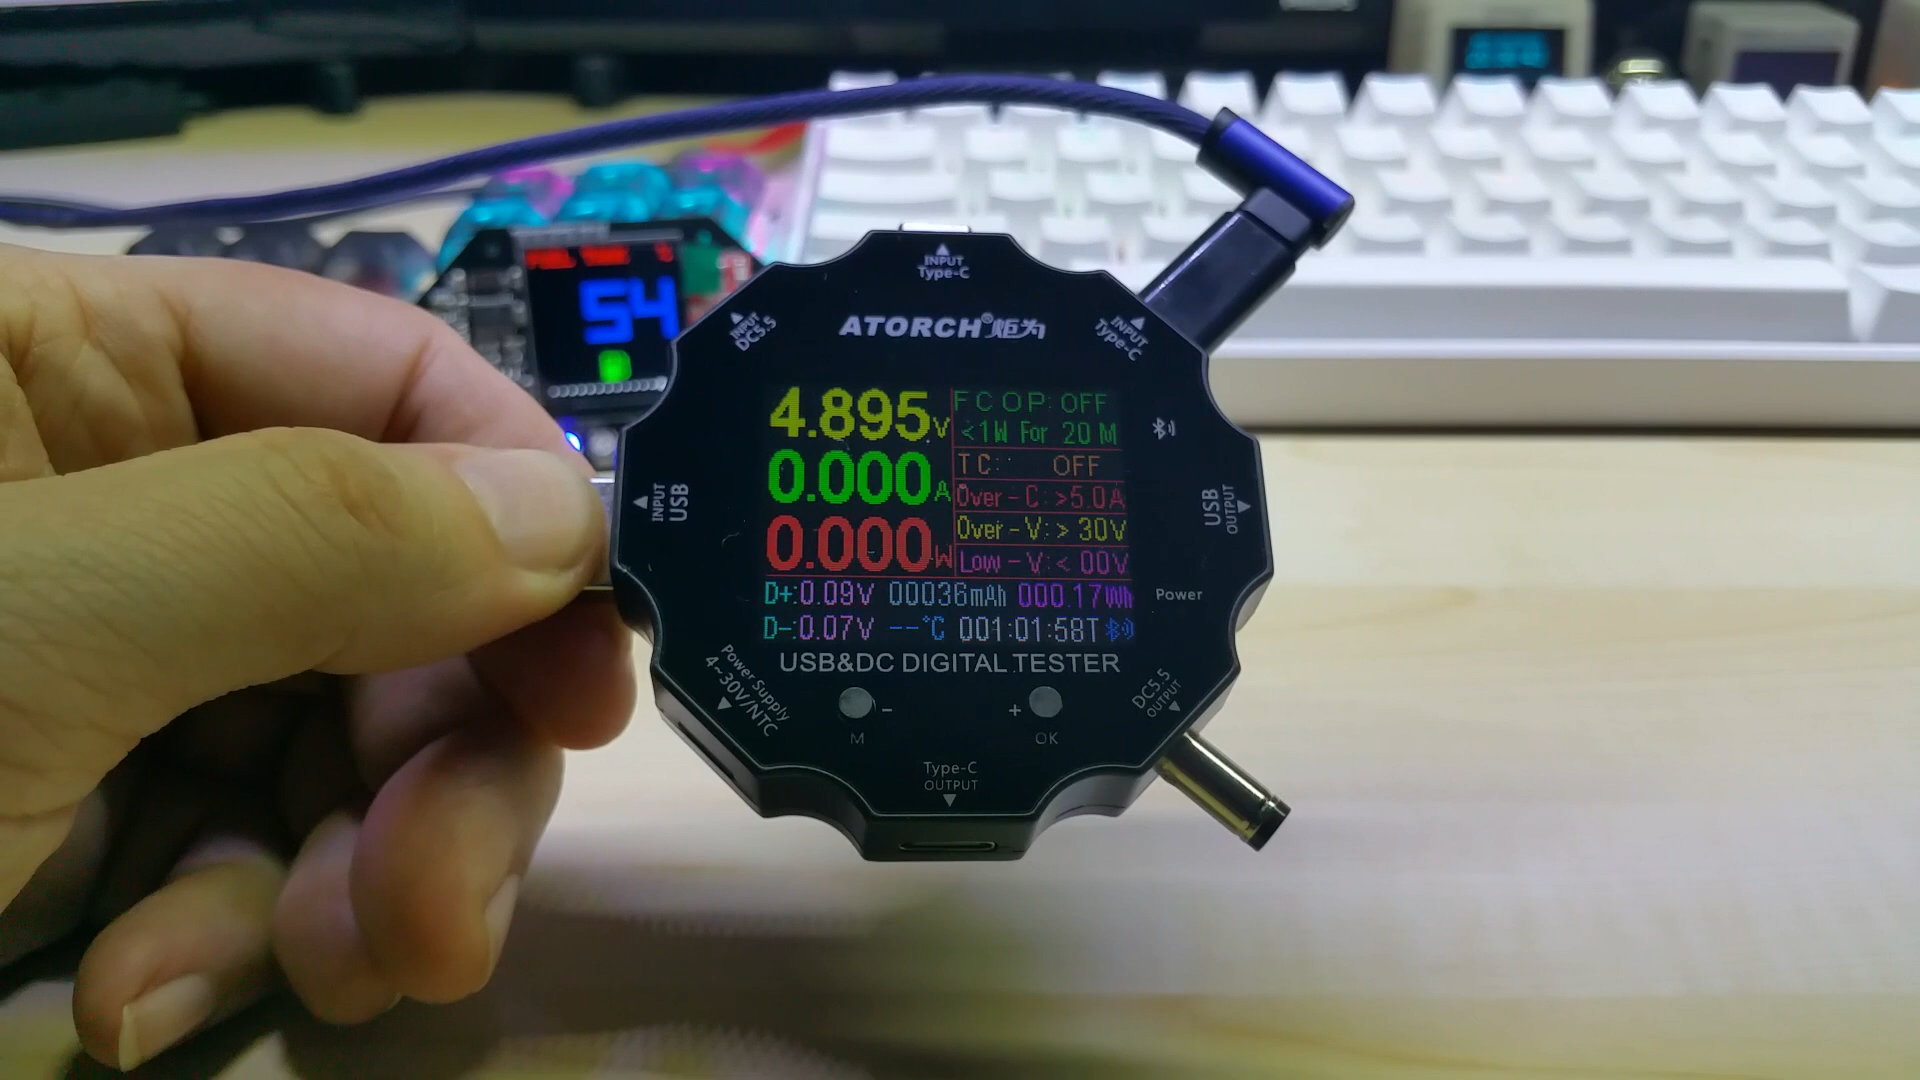 INPUT
Type-C
INPUT
DC5.5
ATORCH®炬为
INPUT
Type-C
54
4.895V
0.000A
0.000W
F C O P: OFF
<1W For 20 M
T C: OFF
Over-C:>5.0A
Over-V:> 30V
Low-V:< 00V
D+:0.09V 00036mAh 000.17Wh
D-:0.07V --°C 001:01:58T
INPUT
USB
USB
OUTPUT
Power
USB&DC DIGITAL TESTER
Power Supply
4~30V/NTC
- 
M
+
OK
DC5.5
OUTPUT
Type-C
OUTPUT